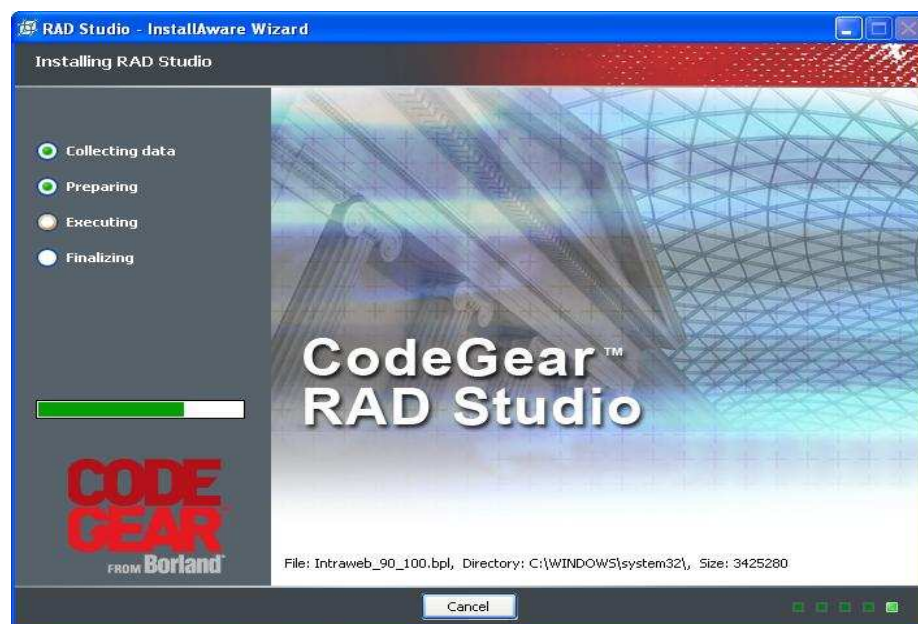 RAD Studio - InstallAware Wizard
Installing RAD Studio
Collecting data
Preparing
Executing
Finalizing
CodeGear™
RAD Studio
CODE
GEAR
FROM Borland
File: Intraweb_90_100.bpl, Directory: C:\WINDOWS\system32\, Size: 3425280
Cancel